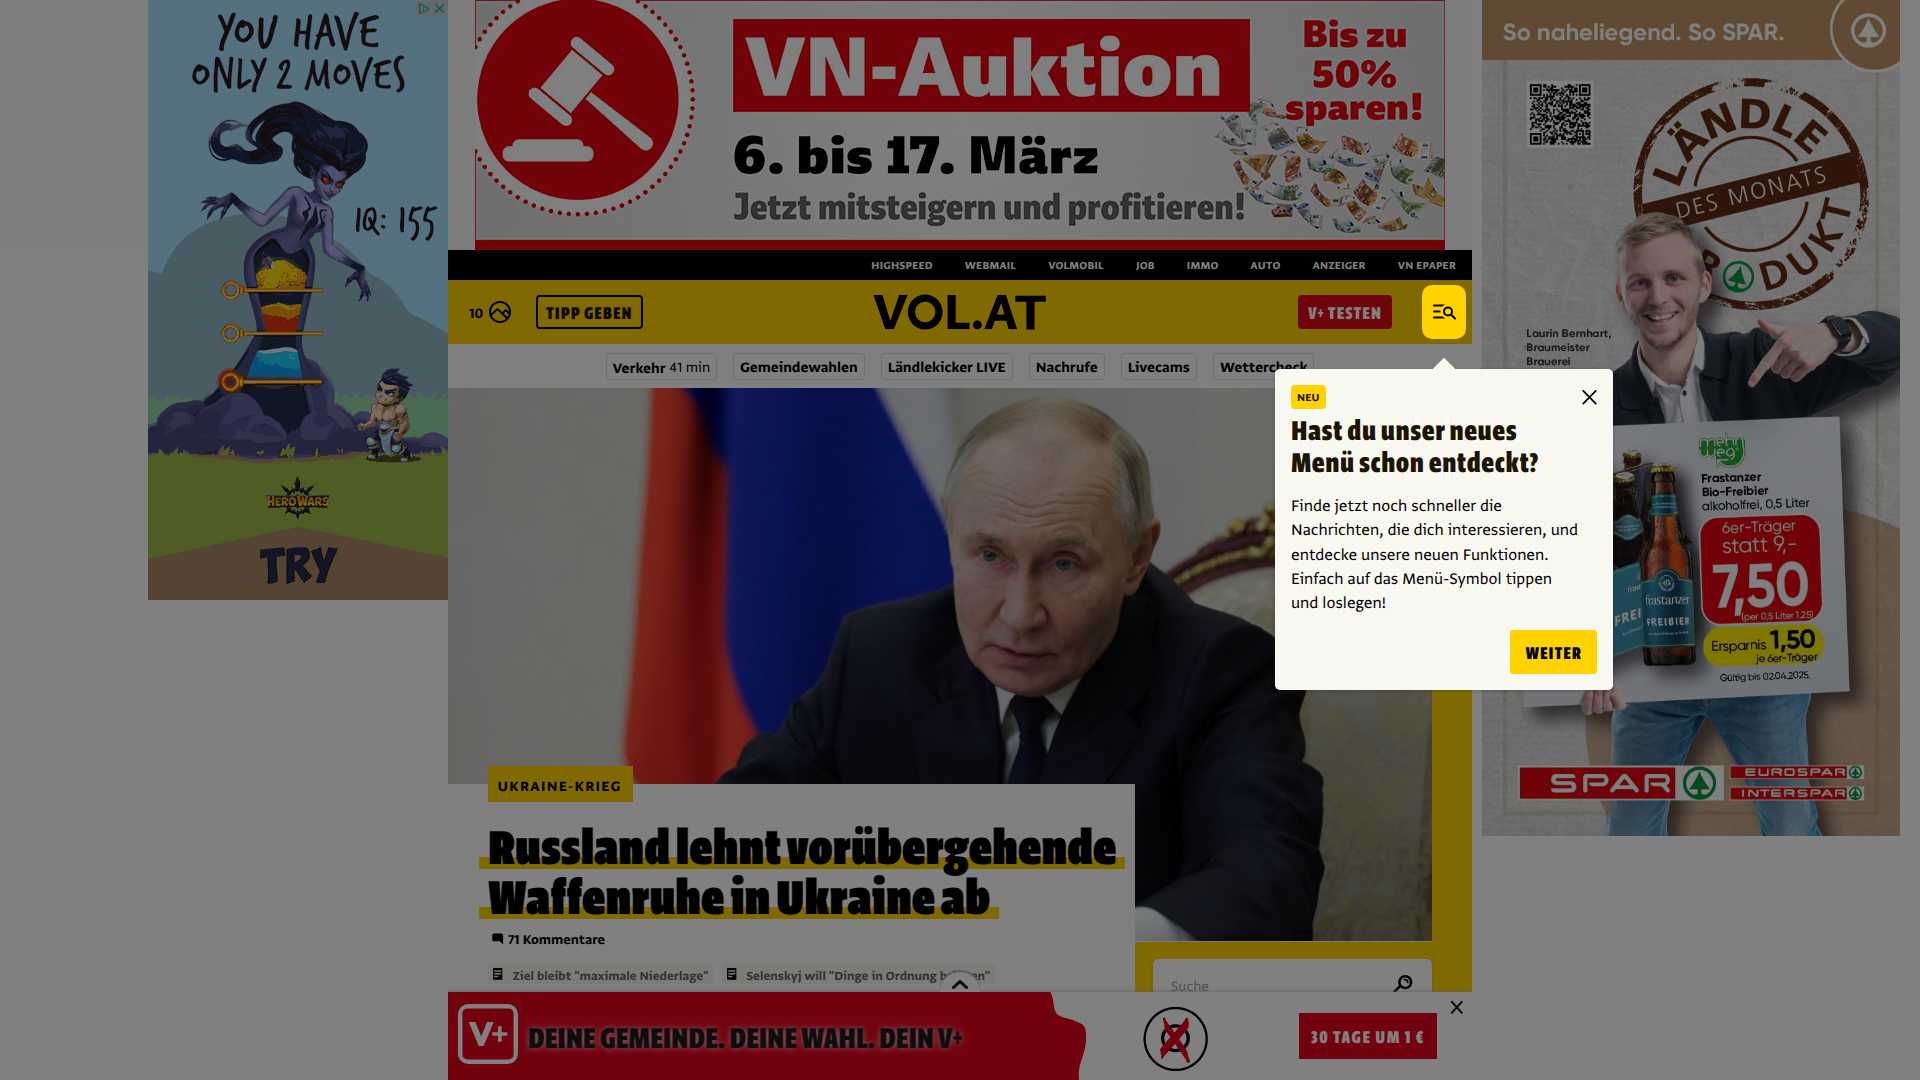 YOU HAVE
ONLY 2 MOVES
IQ: 155
HERO WARS
TRY
VN-Auktion
6. bis 17. März
Jetzt mitsteigern und profitieren!
Bis zu
50%
sparen!
HIGHSPEED WEBMAIL VOLMOBIL JOB IMMO AUTO ANZEIGER VN EPAPER
10 TIPP GEBEN VOL.AT V+ TESTEN
Verkehr 41 min Gemeindewahlen Ländlekicker LIVE Nachrufe Livecams Wettercheck
NEU
Hast du unser neues
Menü schon entdeckt?
Finde jetzt noch schneller die
Nachrichten, die dich interessieren, und
entdecke unsere neuen Funktionen.
Einfach auf das Menü-Symbol tippen
und loslegen!
WEITER
UKRAINE-KRIEG
Russland lehnt vorübergehende
Waffenruhe in Ukraine ab
71 Kommentare
Ziel bleibt "maximale Niederlage" Selenskyj will "Dinge in Ordnung
Suche
V+ DEINE GEMEINDE. DEINE WAHL. DEIN V+
30 TAGE UM 1 €
So naheliegend. So SPAR.
LÄNDLE
DES MONATS
PRODUKT
Laurin Bernhart,
Braumeister
Brauerei
mehr
weg
Frastanzer
Bio-Freibier
alkoholfrei, 0,5 Liter
6er-Träger
statt 9,-
7,50
(per 0,5 Liter 1.25)
Ersparnis 1,50
je 6er-Träger
Gültig bis 02.04.2025.
frastanzer
FREIBIER
SPAR
EUROSPAR
INTERSPAR